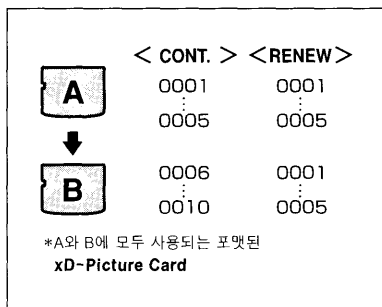 < CONT. > <RENEW>
A 0001 0001
⋮ ⋮
0005 0005
B 0006 0001
⋮ ⋮
0010 0005
*A와 B에 모두 사용되는 포맷된
xD-Picture Card